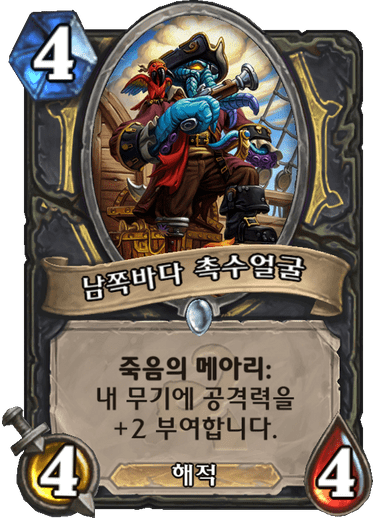 4
남쪽바다 촉수얼굴
죽음의 메아리:
내 무기에 공격력을
+2 부여합니다.
4
해적
4